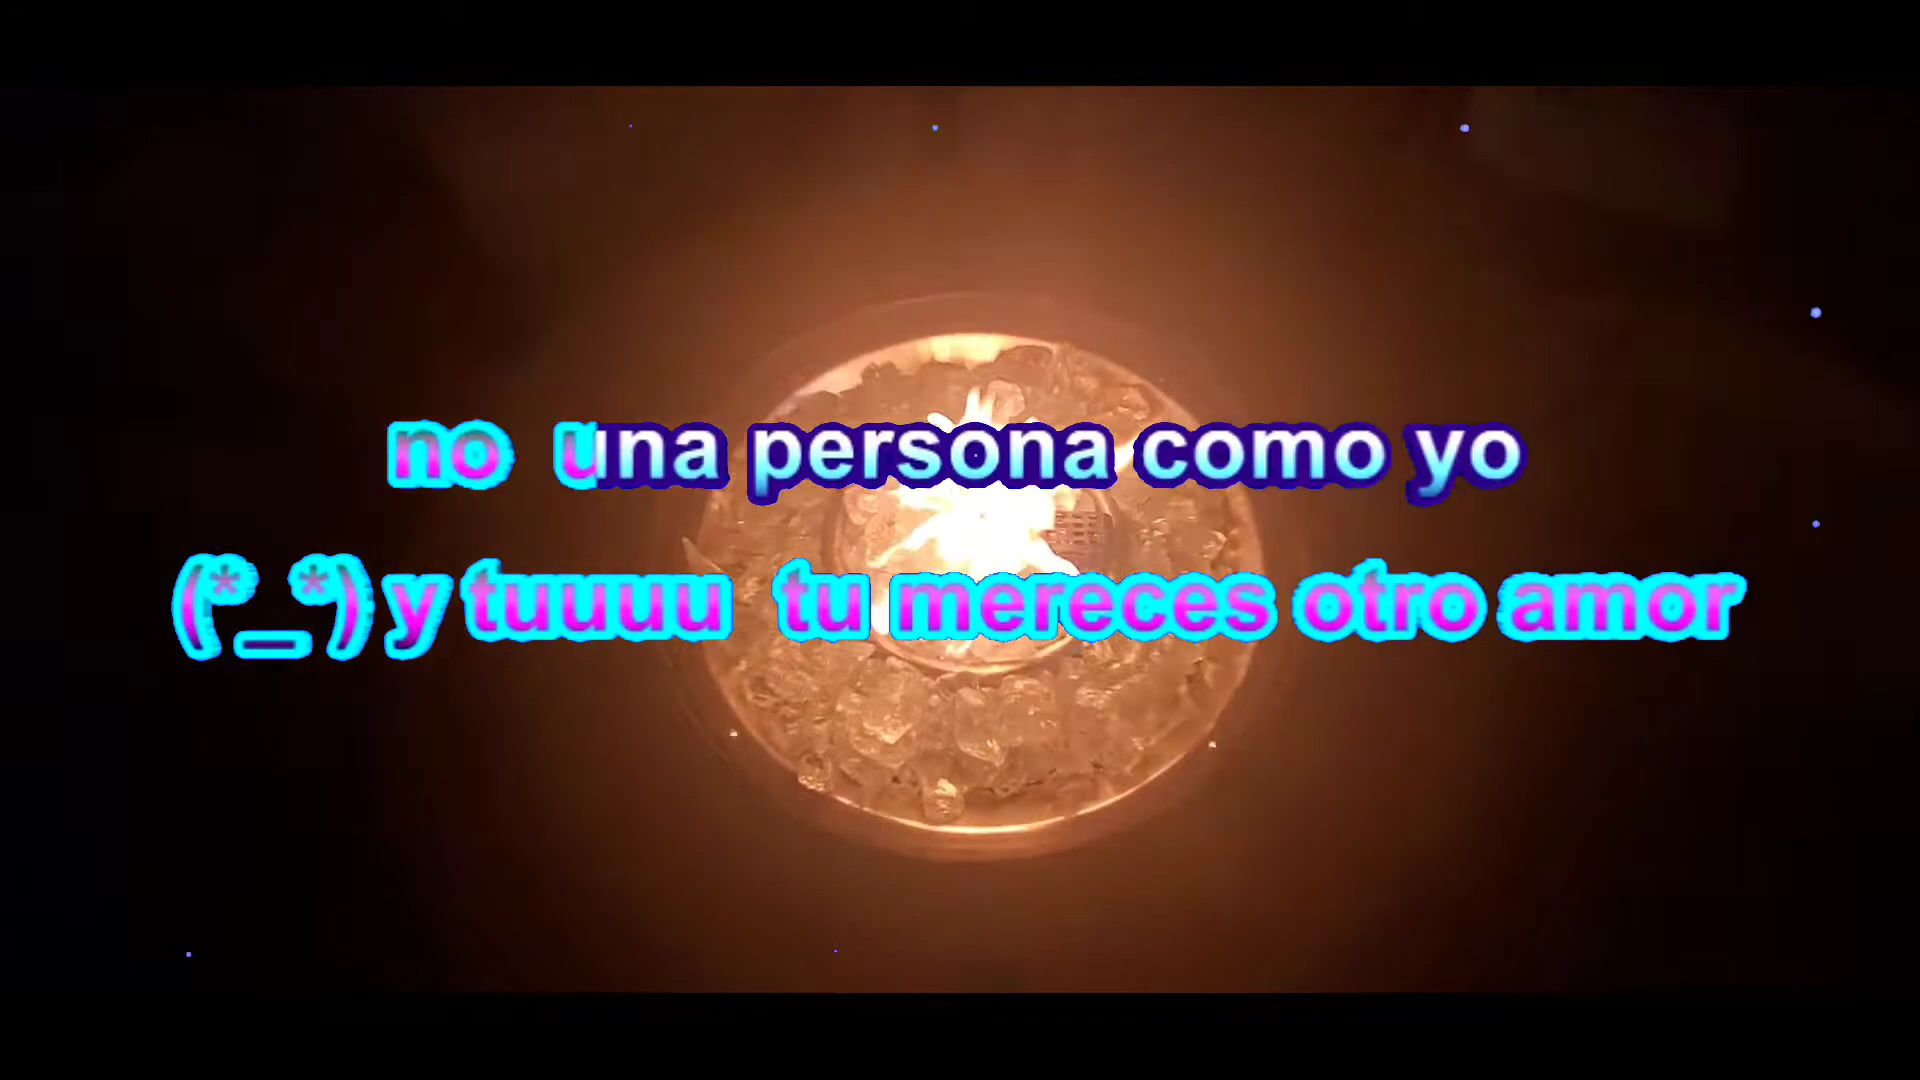 no una persona como yo
(*_*) y tuuuu tu mereces otro amor